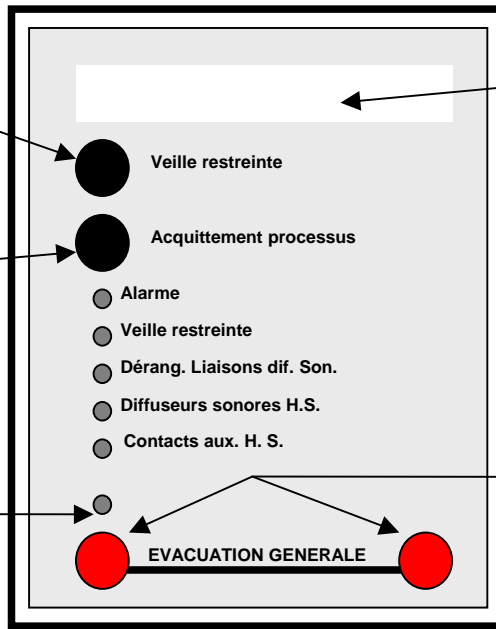 Veille restreinte
Acquittement processus
Alarme
Veille restreinte
Dérang. Liaisons dif. Son.
Diffuseurs sonores H.S.
Contacts aux. H. S.
EVACUATION GENERALE